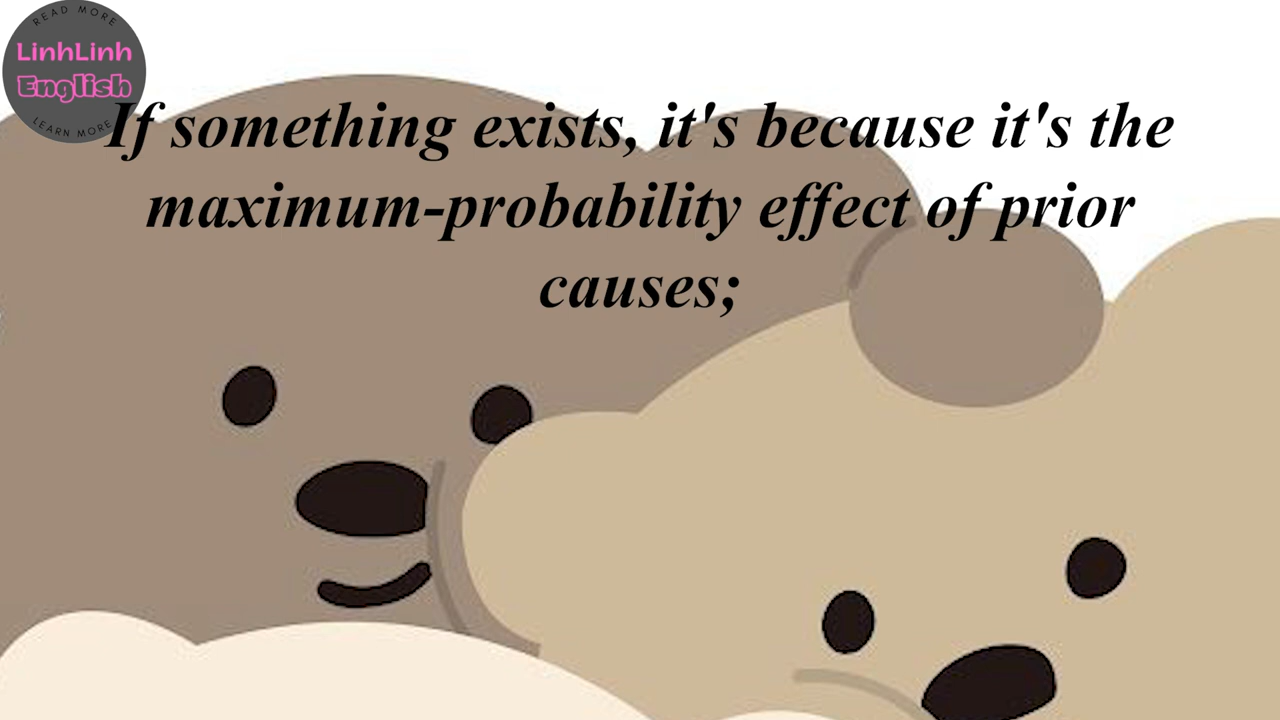 READ MORE
LinhLinh
English
LEARN MORE
If something exists, it's because it's the
maximum-probability effect of prior
causes;